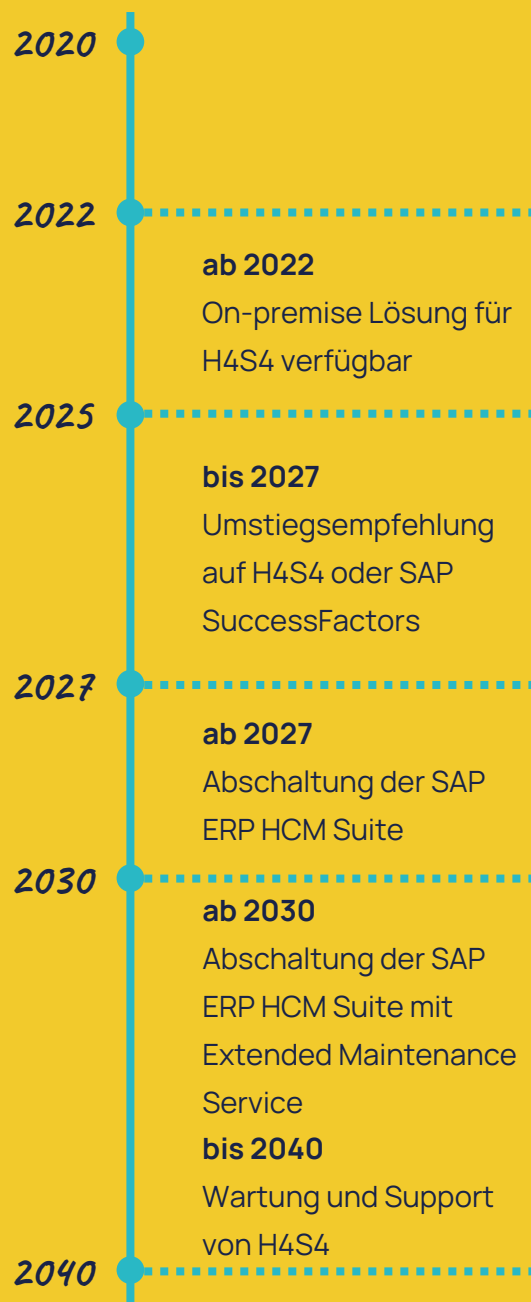 2020
2022
ab 2022
On-premise Lösung für
H4S4 verfügbar
2025
bis 2027
Umstiegsempfehlung
auf H4S4 oder SAP
SuccessFactors
2027
ab 2027
Abschaltung der SAP
ERP HCM Suite
2030
ab 2030
Abschaltung der SAP
ERP HCM Suite mit
Extended Maintenance
Service
bis 2040
Wartung und Support
von H4S4
2040